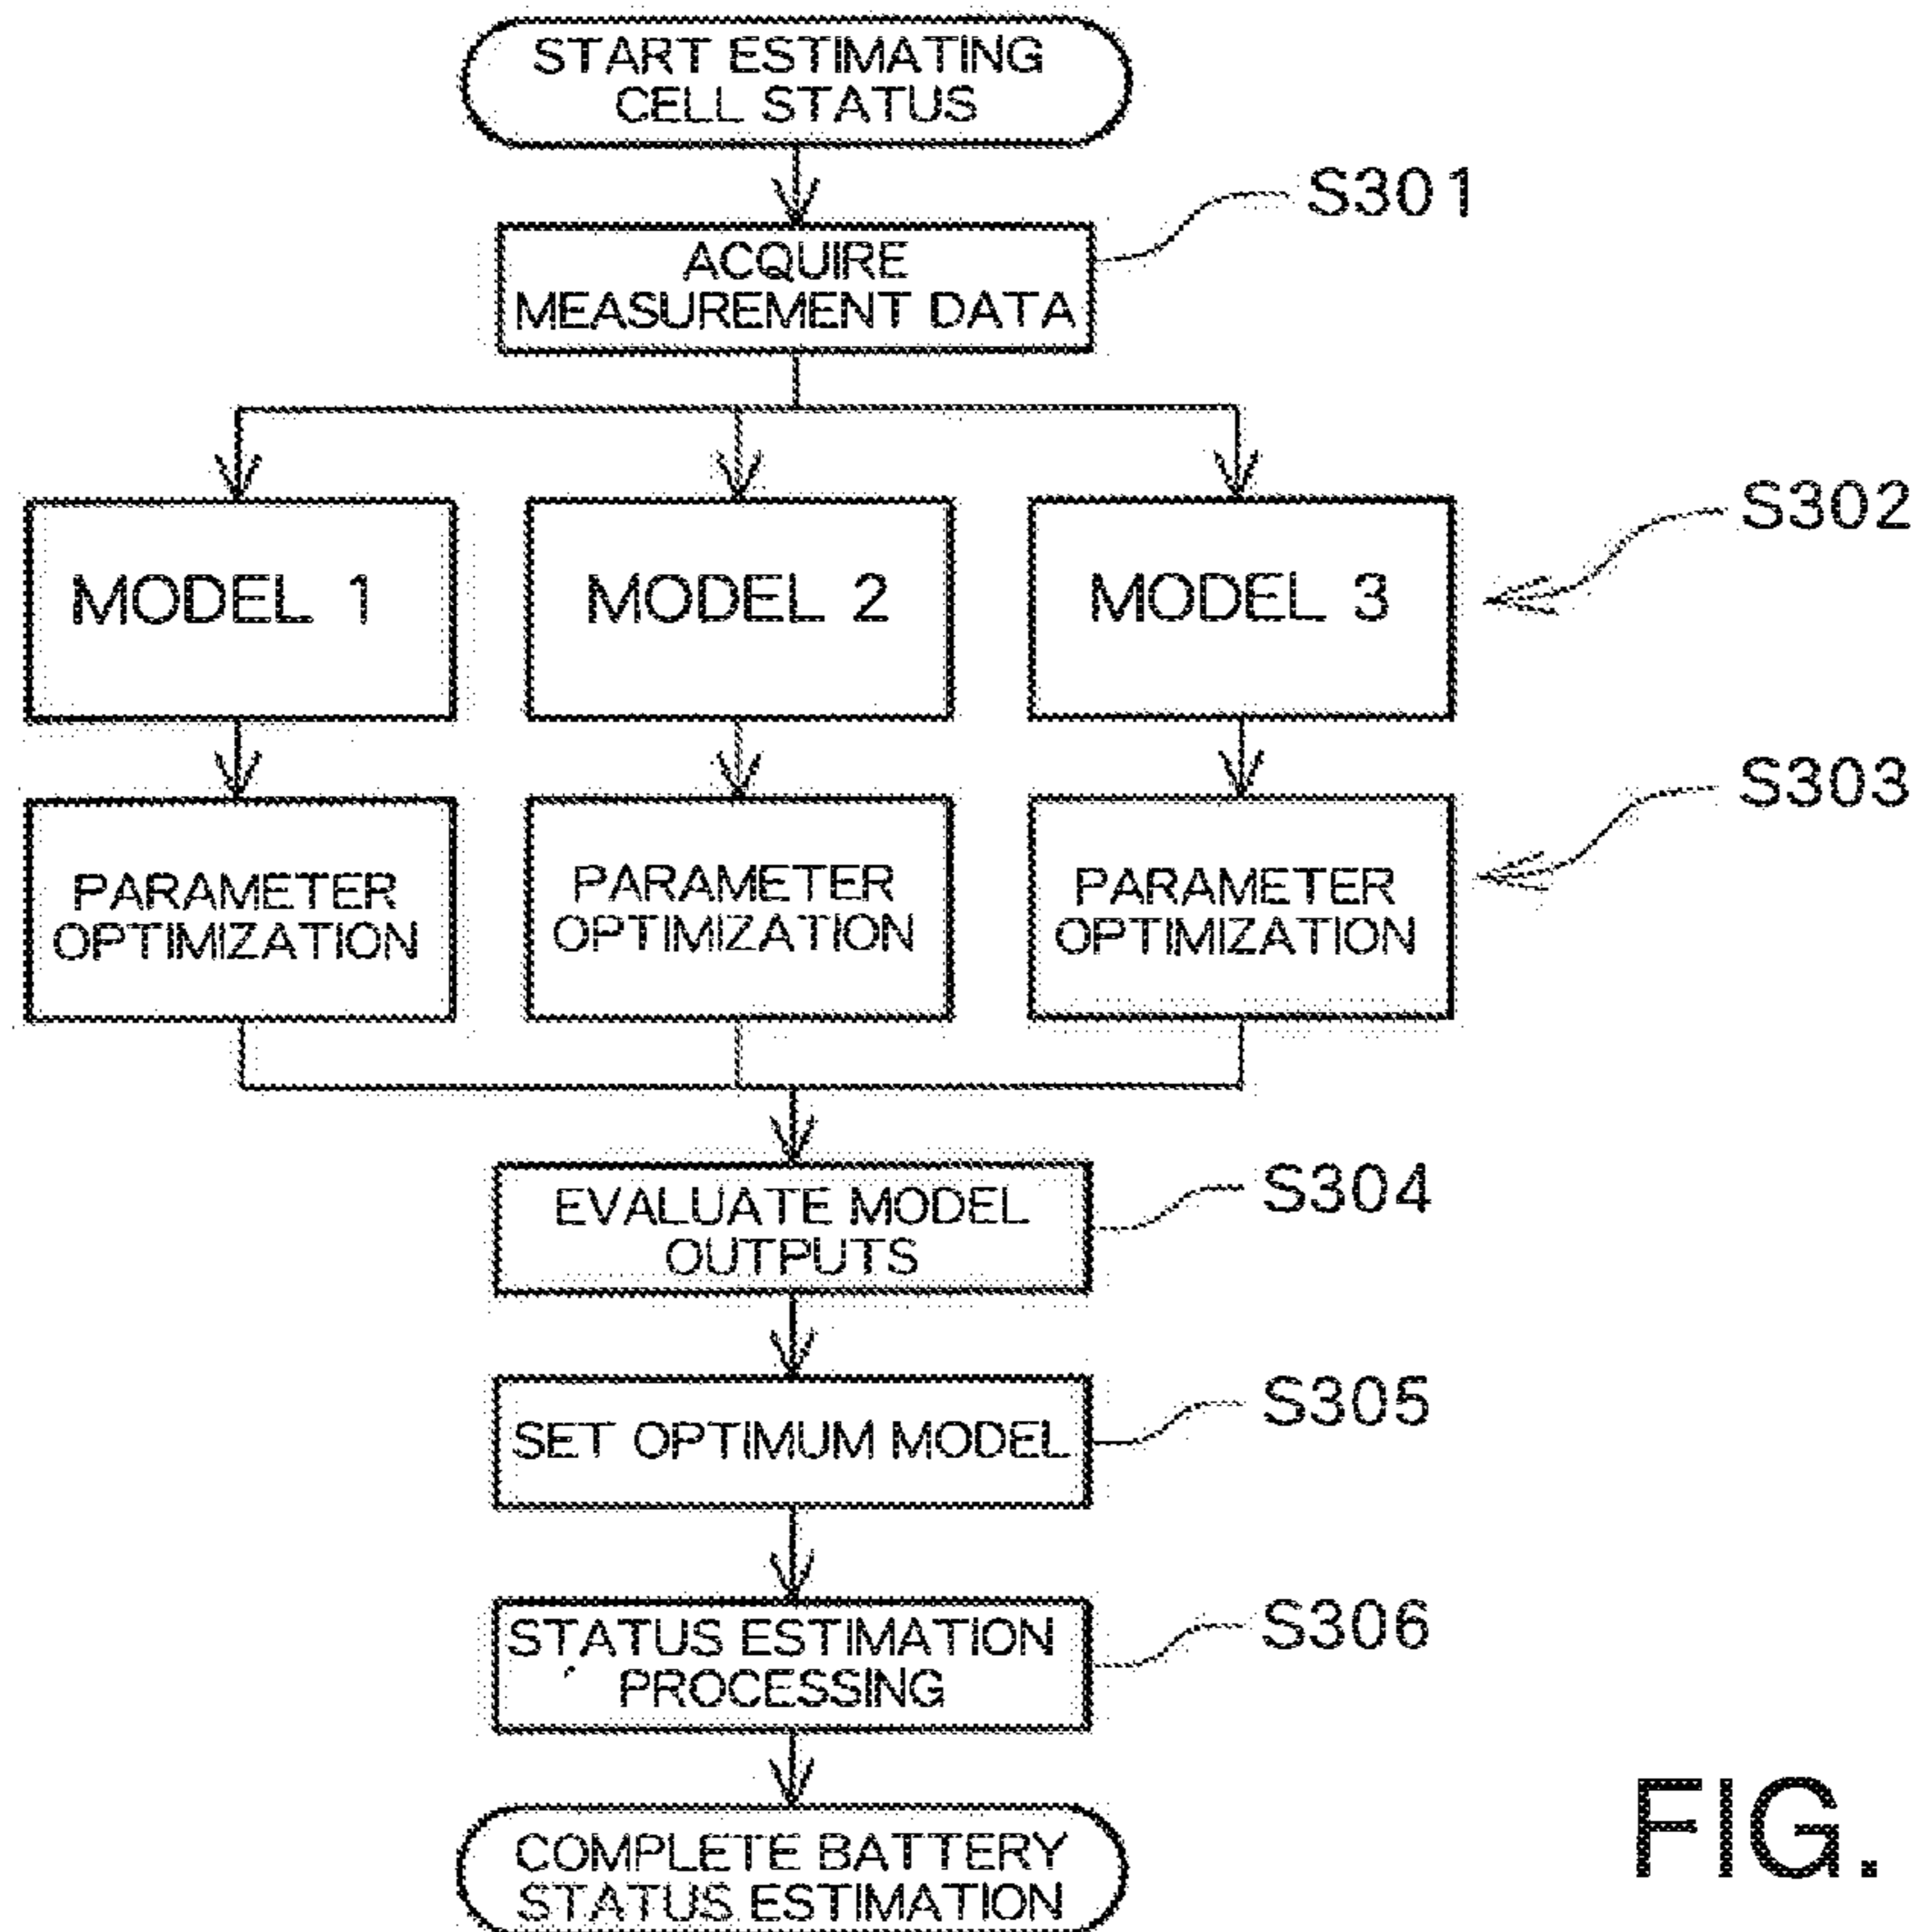 START ESTIMATING
CELL STATUS
S301
ACQUIRE
MEASUREMENT DATA
S302
MODEL 1
MODEL 2
MODEL 3
S303
PARAMETER
OPTIMIZATION
PARAMETER
OPTIMIZATION
PARAMETER
OPTIMIZATION
S304
EVALUATE MODEL
OUTPUTS
S305
SET OPTIMUM MODEL
S306
STATUS ESTIMATION
PROCESSING
COMPLETE BATTERY
STATUS ESTIMATION
FIG.